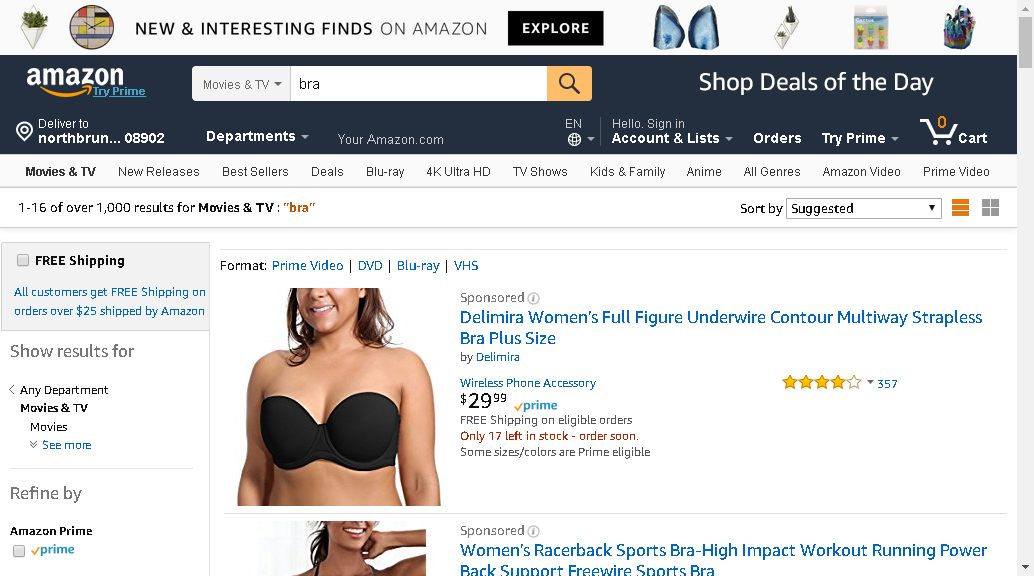 NEW & INTERESTING FINDS ON AMAZON EXPLORE
amazon
Try Prime
Movies & TV
bra
Shop Deals of the Day
Deliver to
northbrun... 08902
Departments
Your Amazon.com
EN
Hello. Sign in
Account & Lists
Orders
Try Prime
0
Cart
Movies & TV New Releases Best Sellers Deals Blu-ray 4K Ultra HD TV Shows Kids & Family Anime All Genres Amazon Video Prime Video
1-16 of over 1,000 results for Movies & TV : "bra"
Sort by Suggested
FREE Shipping
All customers get FREE Shipping on
orders over $25 shipped by Amazon
Show results for
Any Department
Movies & TV
Movies
See more
Refine by
Amazon Prime
prime
Format: Prime Video | DVD | Blu-ray | VHS
Sponsored
Delimira Women's Full Figure Underwire Contour Multiway Strapless
Bra Plus Size
by Delimira
Wireless Phone Accessory
$29.99 prime
FREE Shipping on eligible orders
Only 17 left in stock - order soon.
Some sizes/colors are Prime eligible
357
Sponsored
Women's Racerback Sports Bra-High Impact Workout Running Power
Back Support Freewire Sports Bra